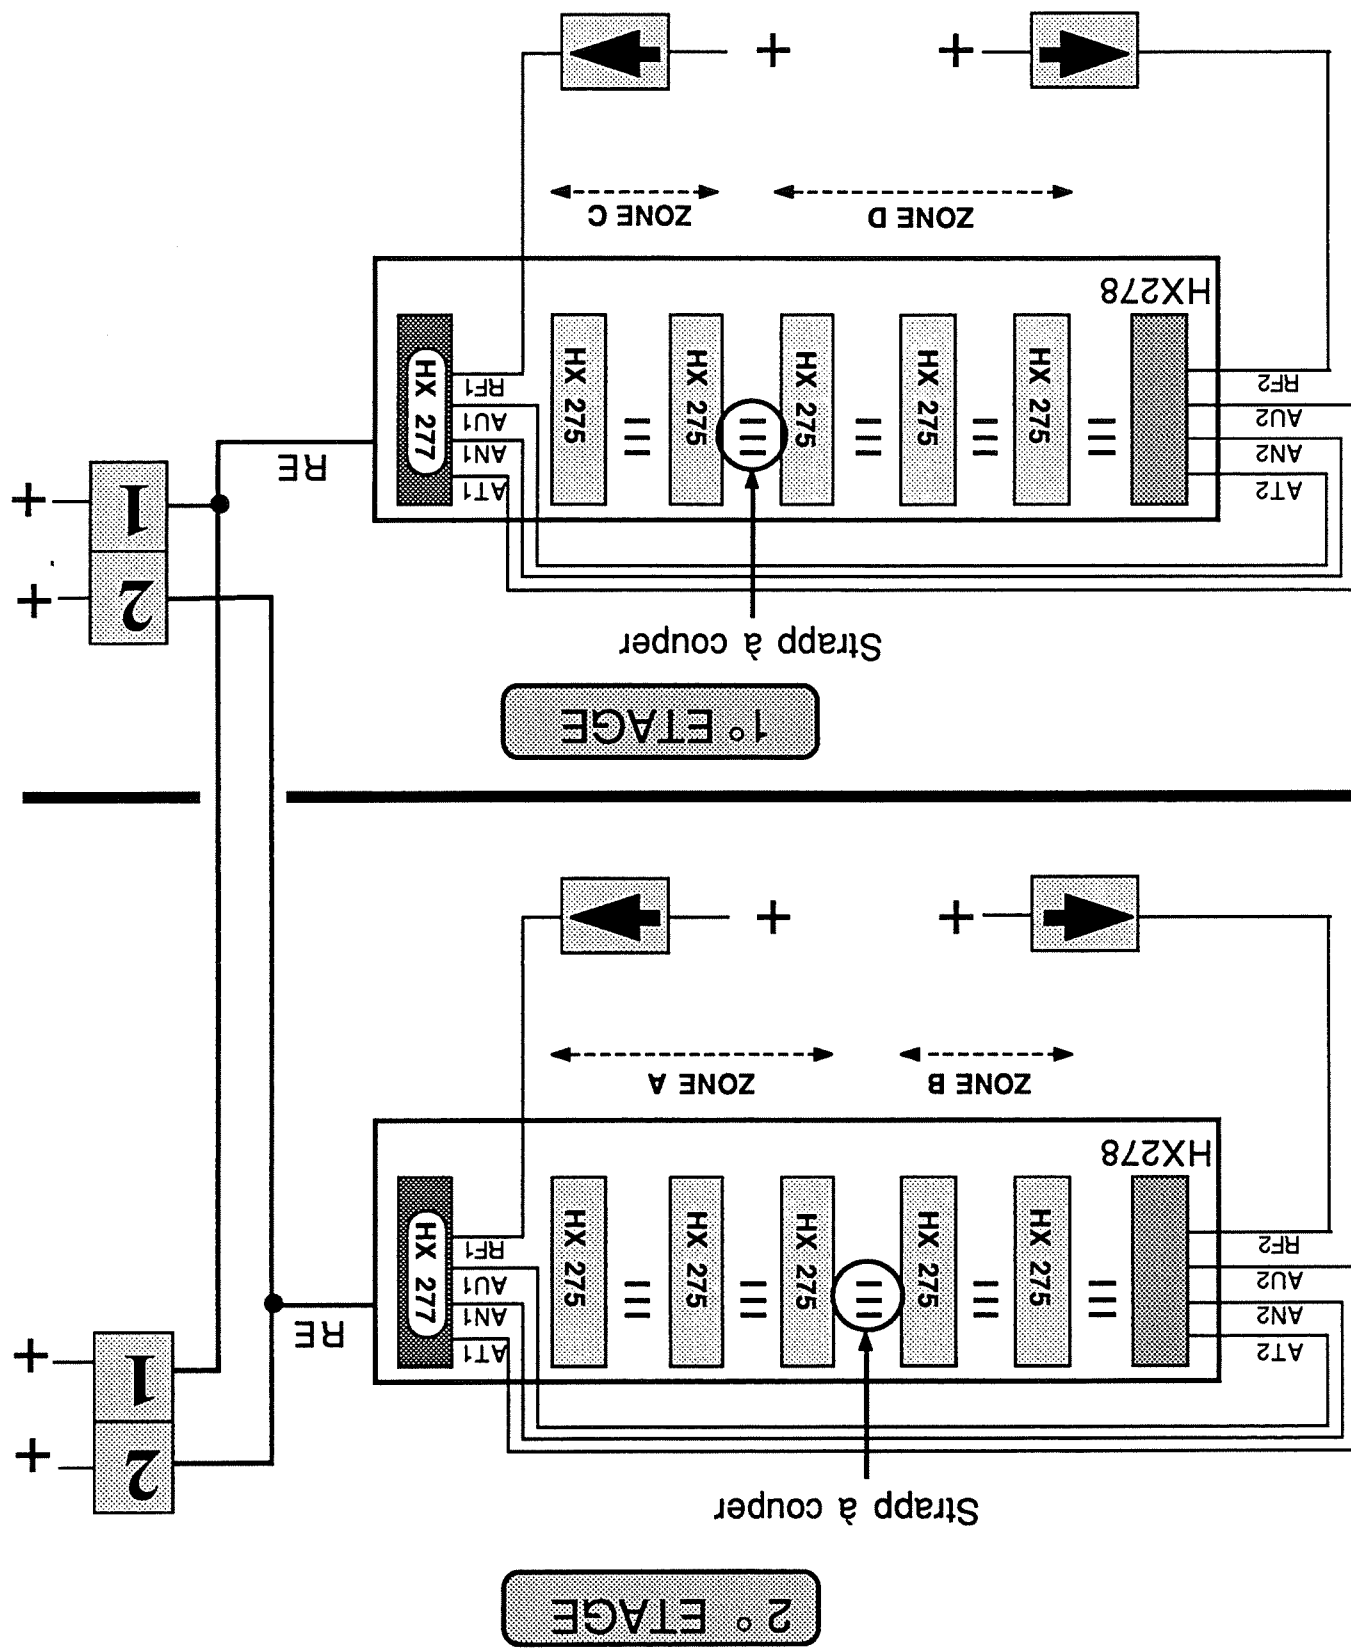 2° ETAGE
Strapp à couper
2 +
1 +
AT2
AN2
AU2
RF2
HX 275
HX 275
HX 275
HX 275
HX 275
AT1
AN1
AU1
RF1
HX 277
RE
HX278
ZONE B
ZONE A
+
+
1° ETAGE
Strapp à couper
2 +
1 +
AT2
AN2
AU2
RF2
HX 275
HX 275
HX 275
HX 275
HX 275
AT1
AN1
AU1
RF1
HX 277
RE
HX278
ZONE D
ZONE C
+
+